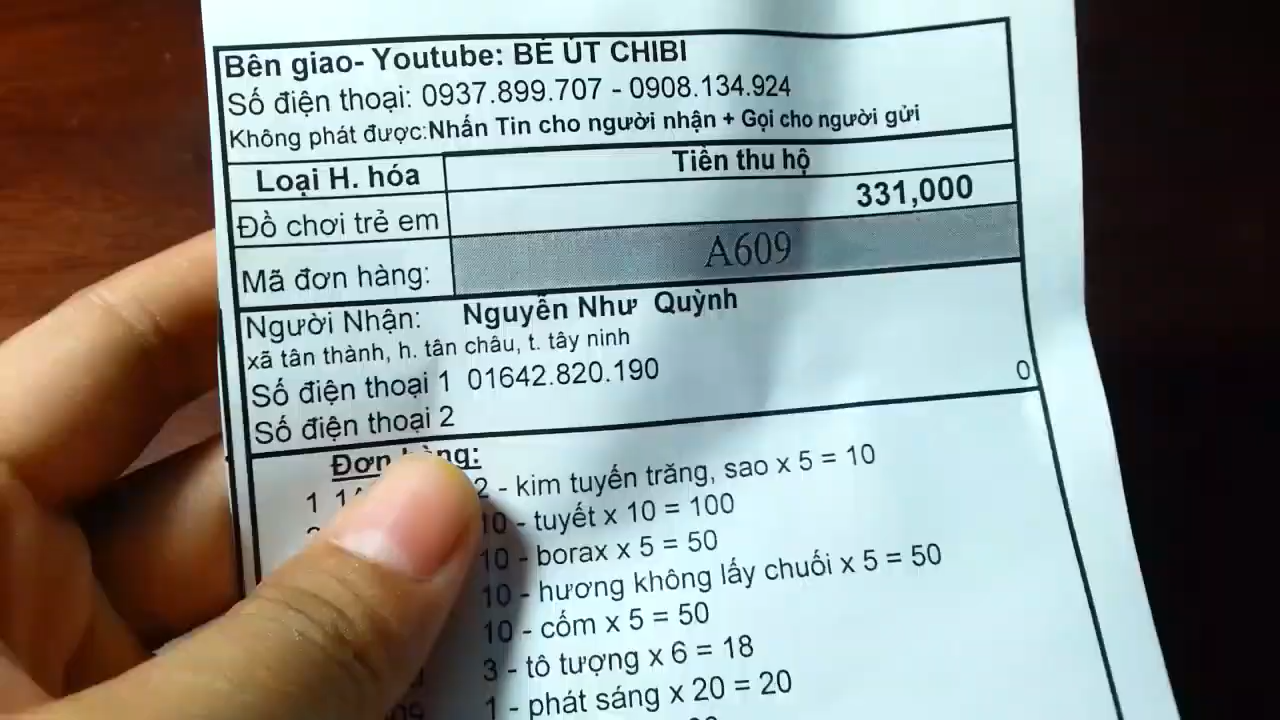 Bên giao- Youtube: BÉ ÚT CHIBI
Số điện thoại: 0937.899.707 - 0908.134.924
Không phát được:Nhấn Tin cho người nhận + Gọi cho người gửi
Loại H. hóa Tiền thu hộ
Đồ chơi trẻ em 331,000
Mã đơn hàng: A609
Người Nhận: Nguyễn Như Quỳnh
xã tân thành, h. tân châu, t. tây ninh
Số điện thoại 1 01642.820.190
Số điện thoại 2 0
Đơn
1 2 - kim tuyến trăng, sao x 5 = 10
10 - tuyết x 10 = 100
10 - borax x 5 = 50
10 - hương không lấy chuối x 5 = 50
10 - cốm x 5 = 50
3 - tô tượng x 6 = 18
1 - phát sáng x 20 = 20